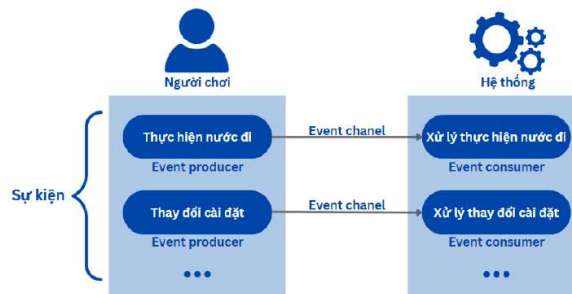 Người chơi
Hệ thống
Thực hiện nước đi
Event chanel
Xử lý thực hiện nước đi
Event producer
Event consumer
Sự kiện
Thay đổi cài đặt
Event chanel
Xử lý thay đổi cài đặt
Event producer
Event consumer